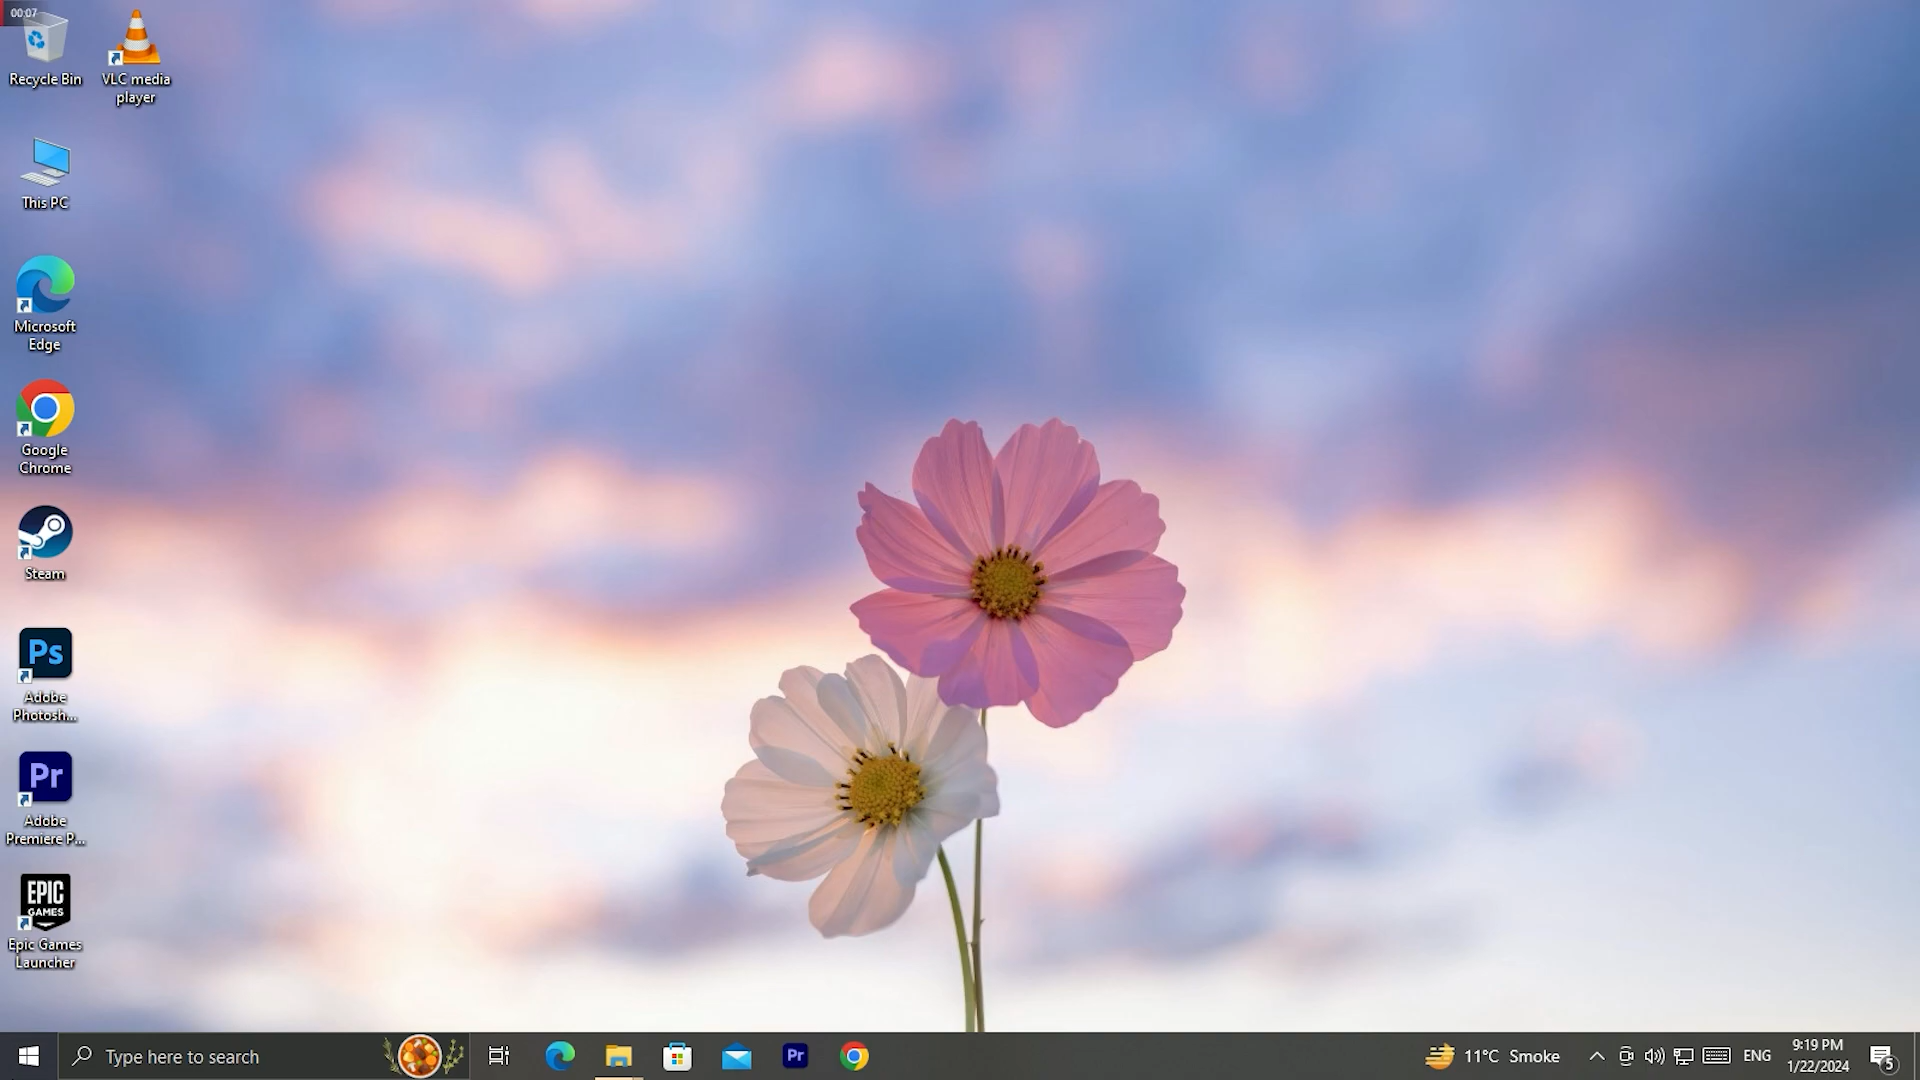 00:07
Recycle Bin
VLC media
player
This PC
Microsoft
Edge
Google
Chrome
Steam
Ps
Adobe
Photosh...
Pr
Adobe
Premiere P...
EPIC
GAMES
Epic Games
Launcher
Type here to search
Pr
11°C Smoke
ENG
9:19 PM
1/22/2024
5